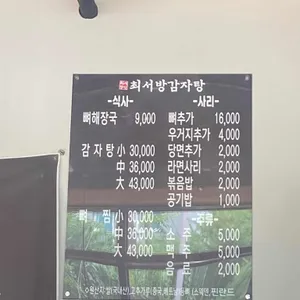 최서방감자탕
-식사-
뼈해장국 9,000
감자탕 小 30,000
中 36,000
大 43,000
뼈찜 小 30,000
中 36,000
大 43,000
-사리-
뼈추가 16,000
우거지추가 4,000
당면추가 2,000
라면사리 2,000
볶음밥 2,000
공기밥 1,000
-주류-
소주 5,000
맥주 5,000
음료 2,000